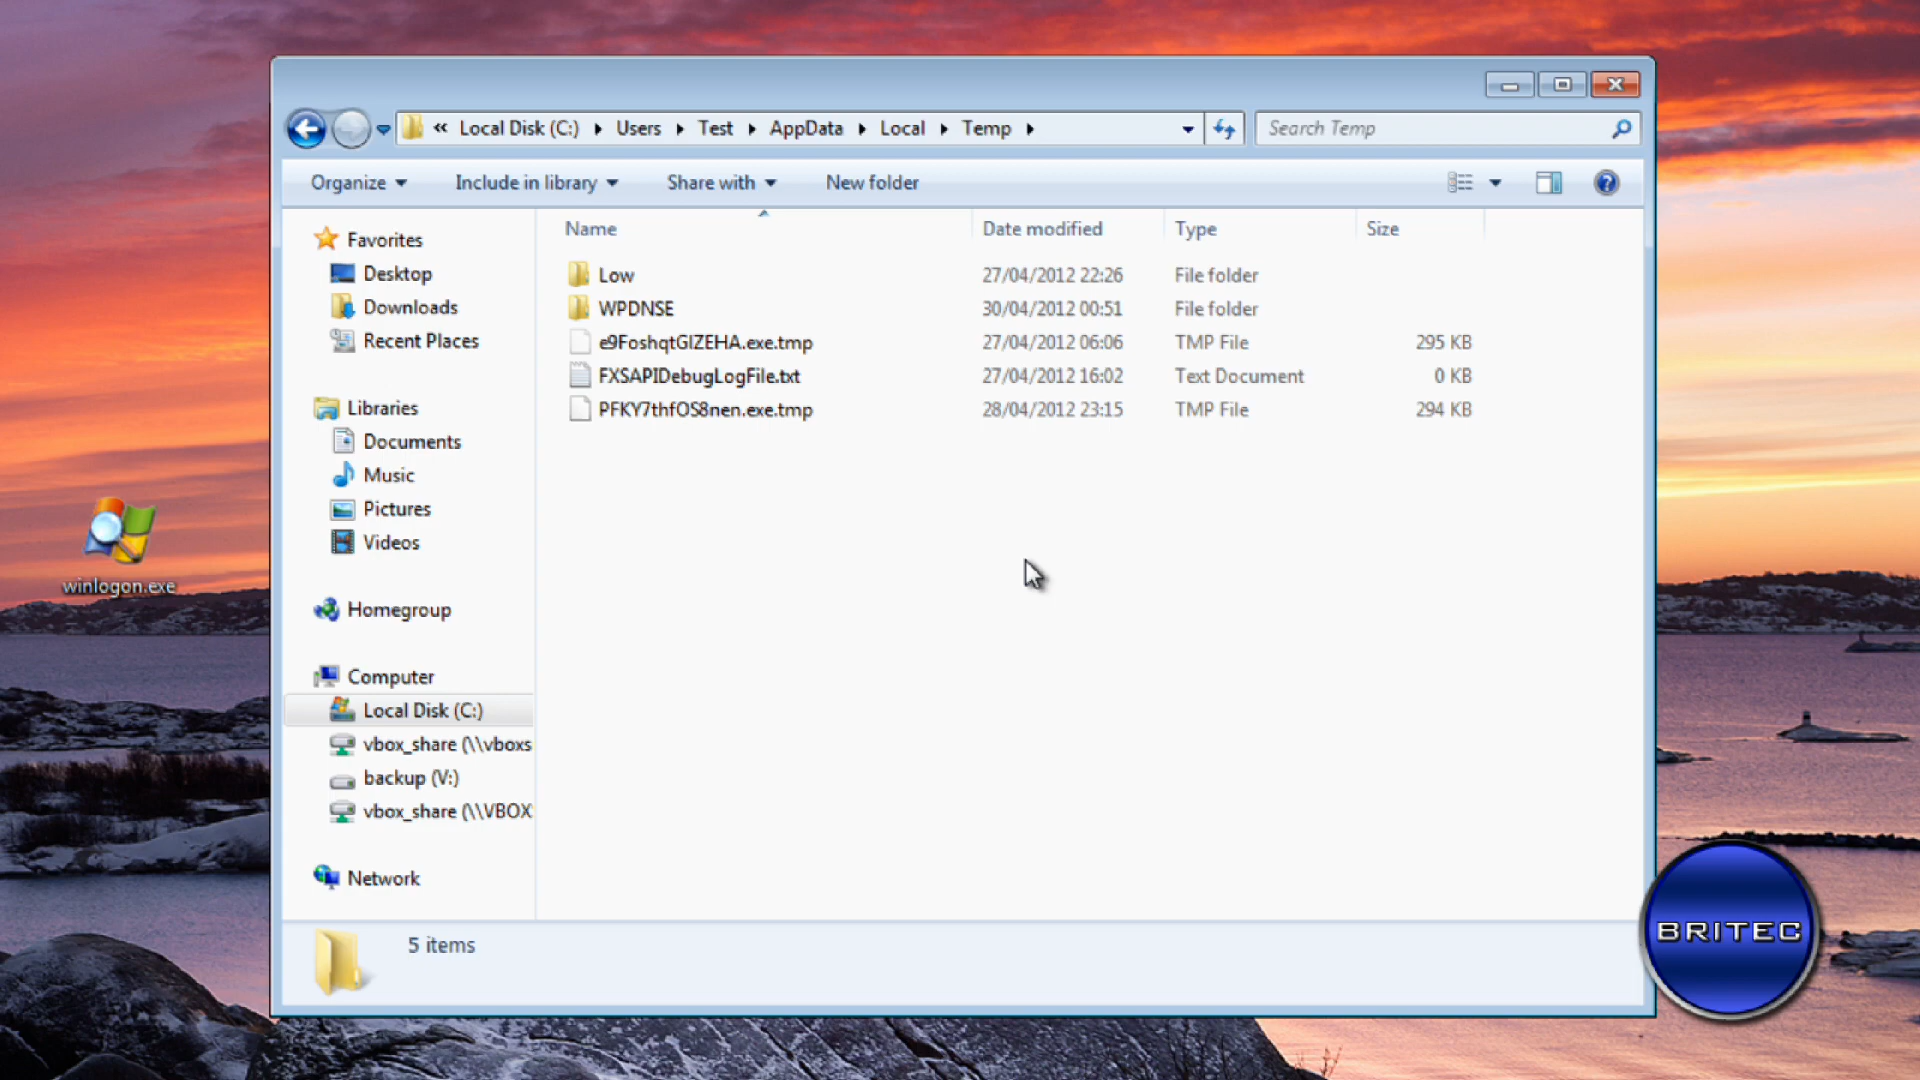 « Local Disk (C:) ▸ Users ▸ Test ▸ AppData ▸ Local ▸ Temp ▸
Search Temp
Organize Include in library Share with New folder
Name Date modified Type Size
Favorites
Desktop
Downloads
Recent Places
Libraries
Documents
Music
Pictures
Videos
Homegroup
Computer
Local Disk (C:)
vbox_share (\\vboxs
backup (V:)
vbox_share (\\VBOX
Network
Low 27/04/2012 22:26 File folder
WPDNSE 30/04/2012 00:51 File folder
e9FoshqtGIZEHA.exe.tmp 27/04/2012 06:06 TMP File 295 KB
FXSAPIDebugLogFile.txt 27/04/2012 16:02 Text Document 0 KB
PFKY7thfOS8nen.exe.tmp 28/04/2012 23:15 TMP File 294 KB
5 items
winlogon.exe
BRITEC